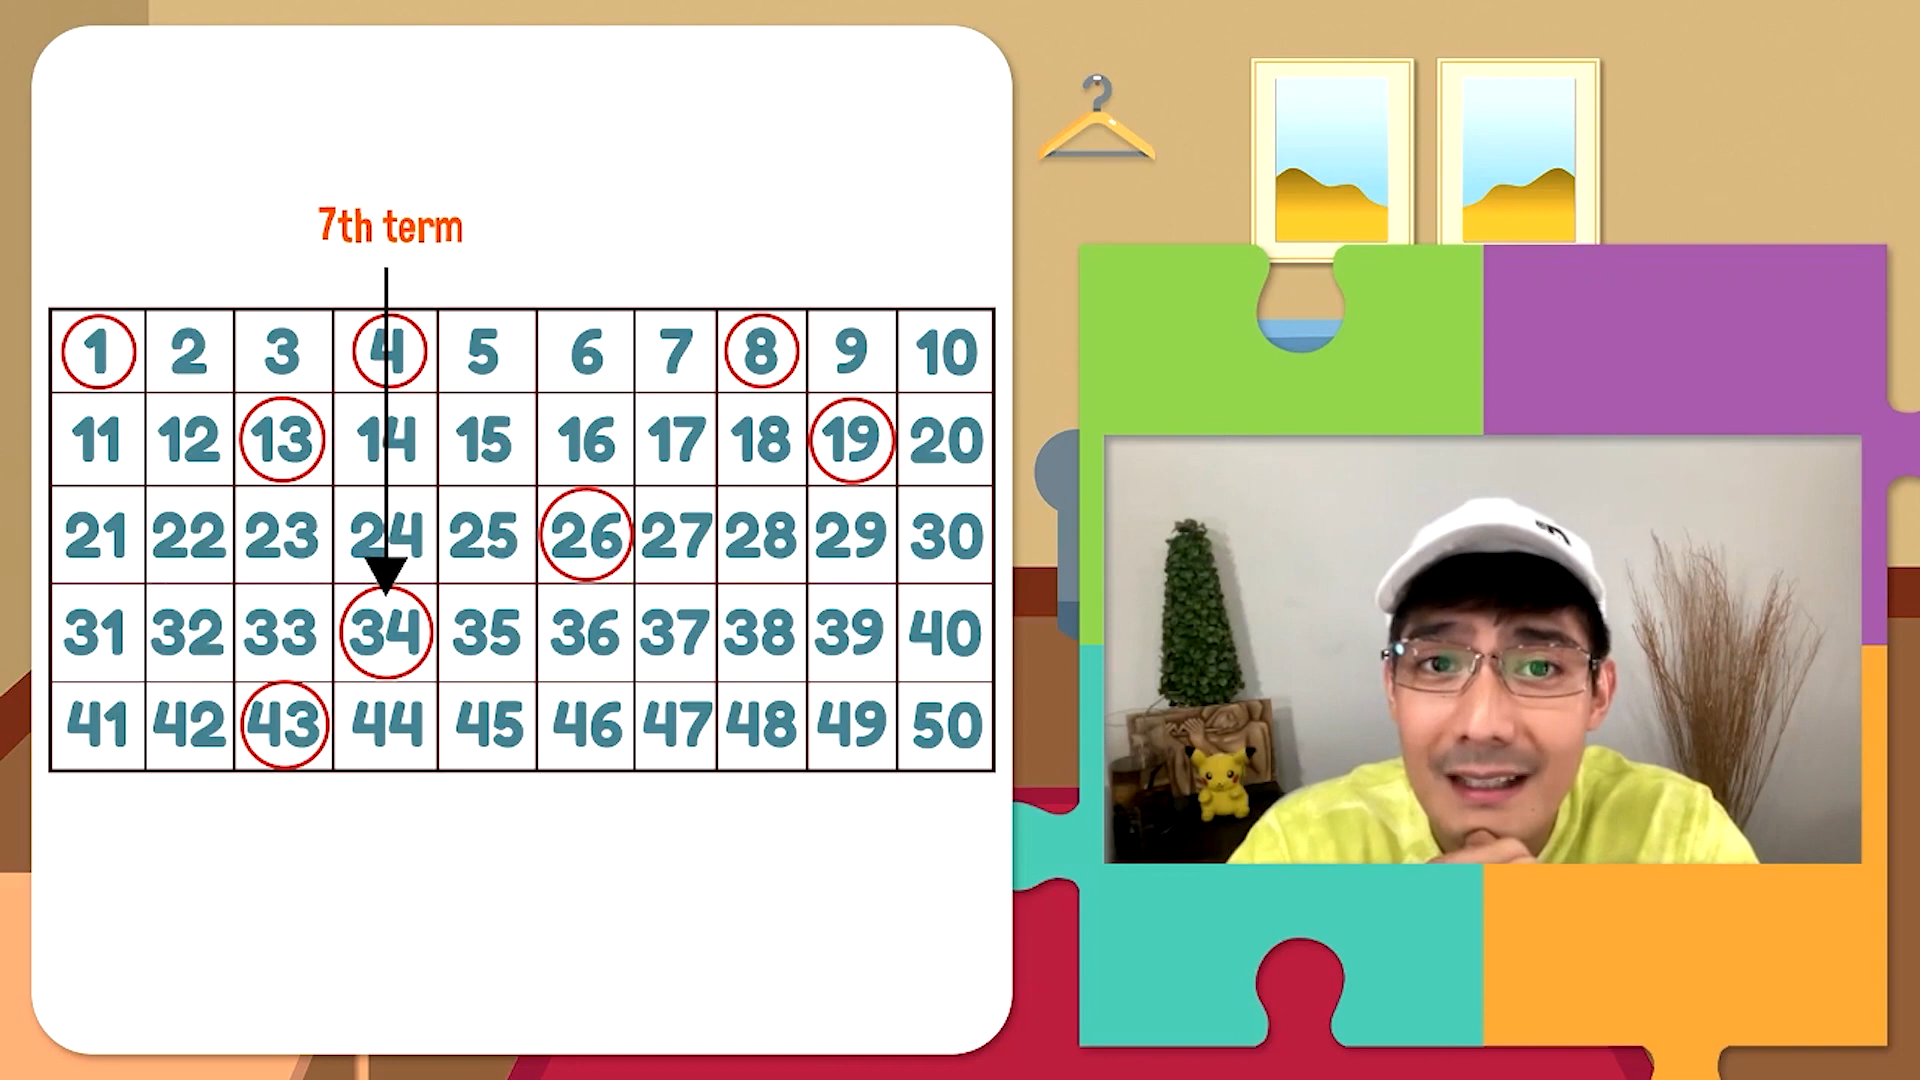 7th term
1 2 3 4 5 6 7 8 9 10
11 12 13 14 15 16 17 18 19 20
21 22 23 24 25 26 27 28 29 30
31 32 33 34 35 36 37 38 39 40
41 42 43 44 45 46 47 48 49 50